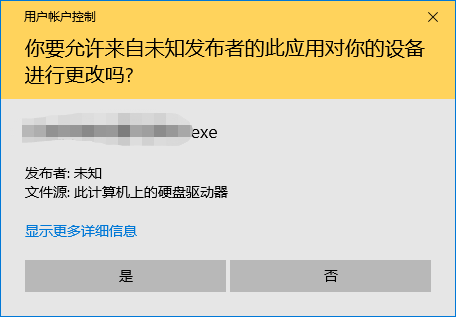 用户帐户控制
你要允许来自未知发布者的此应用对你的设备
进行更改吗?
exe
发布者: 未知
文件源: 此计算机上的硬盘驱动器
显示更多详细信息
是
否